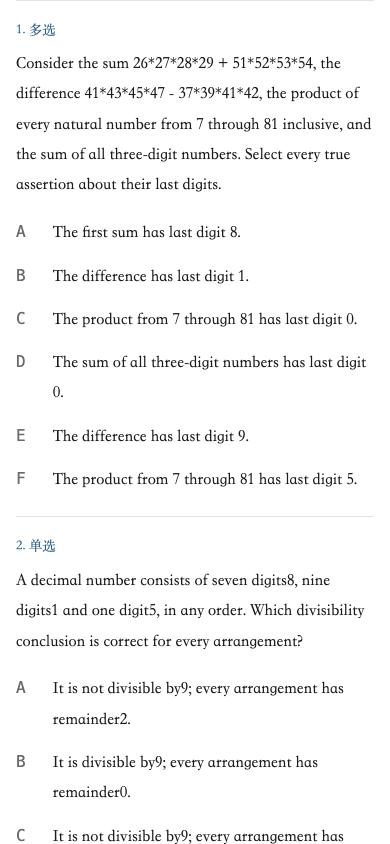 1. 多选
Consider the sum 26*27*28*29 + 51*52*53*54, the
difference 41*43*45*47 - 37*39*41*42, the product of
every natural number from 7 through 81 inclusive, and
the sum of all three-digit numbers. Select every true
assertion about their last digits.
A The first sum has last digit 8.
B The difference has last digit 1.
C The product from 7 through 81 has last digit 0.
D The sum of all three-digit numbers has last digit
0.
E The difference has last digit 9.
F The product from 7 through 81 has last digit 5.
2. 单选
A decimal number consists of seven digits8, nine
digits1 and one digit5, in any order. Which divisibility
conclusion is correct for every arrangement?
A It is not divisible by9; every arrangement has
remainder2.
B It is divisible by9; every arrangement has
remainder0.
C It is not divisible by9; every arrangement has